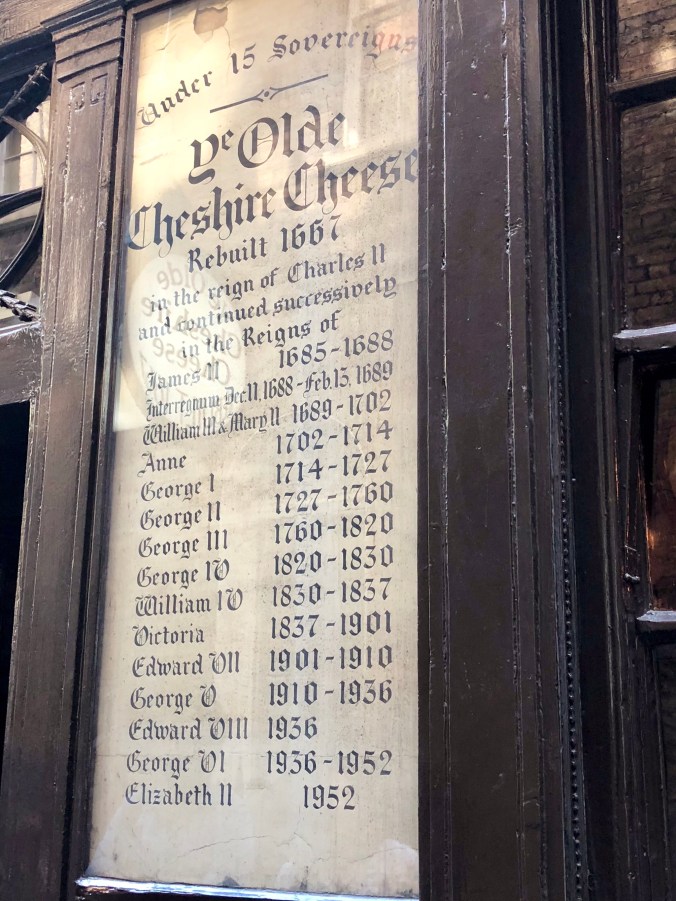 Under 15 Sovereigns
Ye Olde
Cheshire Cheese
Rebuilt 1667
in the reign of Charles II
and continued successively
in the Reigns of
James II 1685-1688
Interregnum Dec. 11, 1688 - Feb. 13, 1689
William III & Mary II 1689-1702
Anne 1702-1714
George I 1714-1727
George II 1727-1760
George III 1760-1820
George IV 1820-1830
William IV 1830-1837
Victoria 1837-1901
Edward VII 1901-1910
George V 1910-1936
Edward VIII 1936
George VI 1936-1952
Elizabeth II 1952